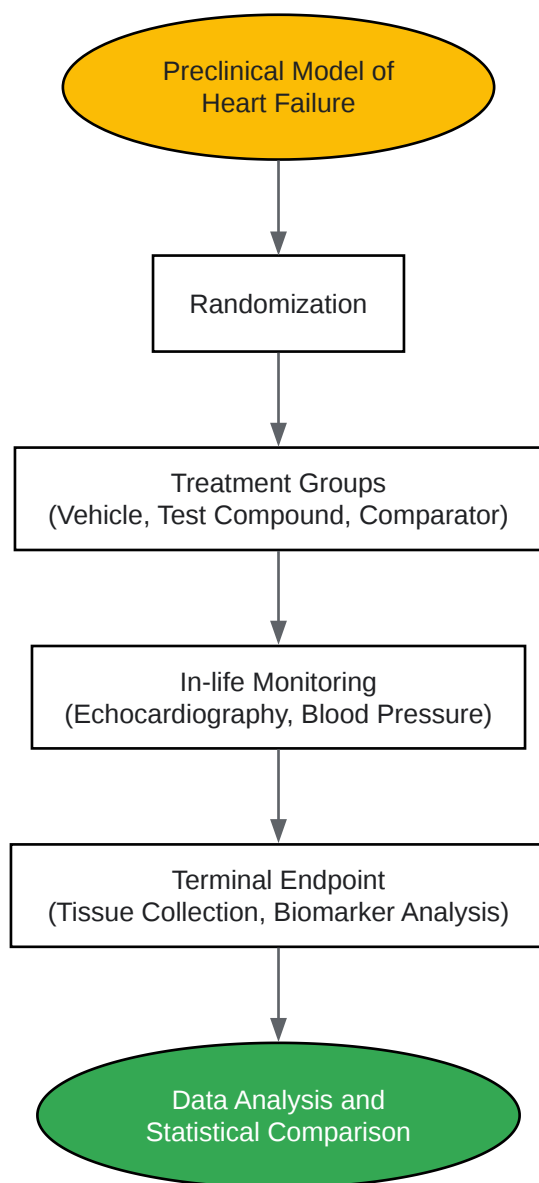 Preclinical Model of
Heart Failure
Randomization
Treatment Groups
(Vehicle, Test Compound, Comparator)
In-life Monitoring
(Echocardiography, Blood Pressure)
Terminal Endpoint
(Tissue Collection, Biomarker Analysis)
Data Analysis and
Statistical Comparison